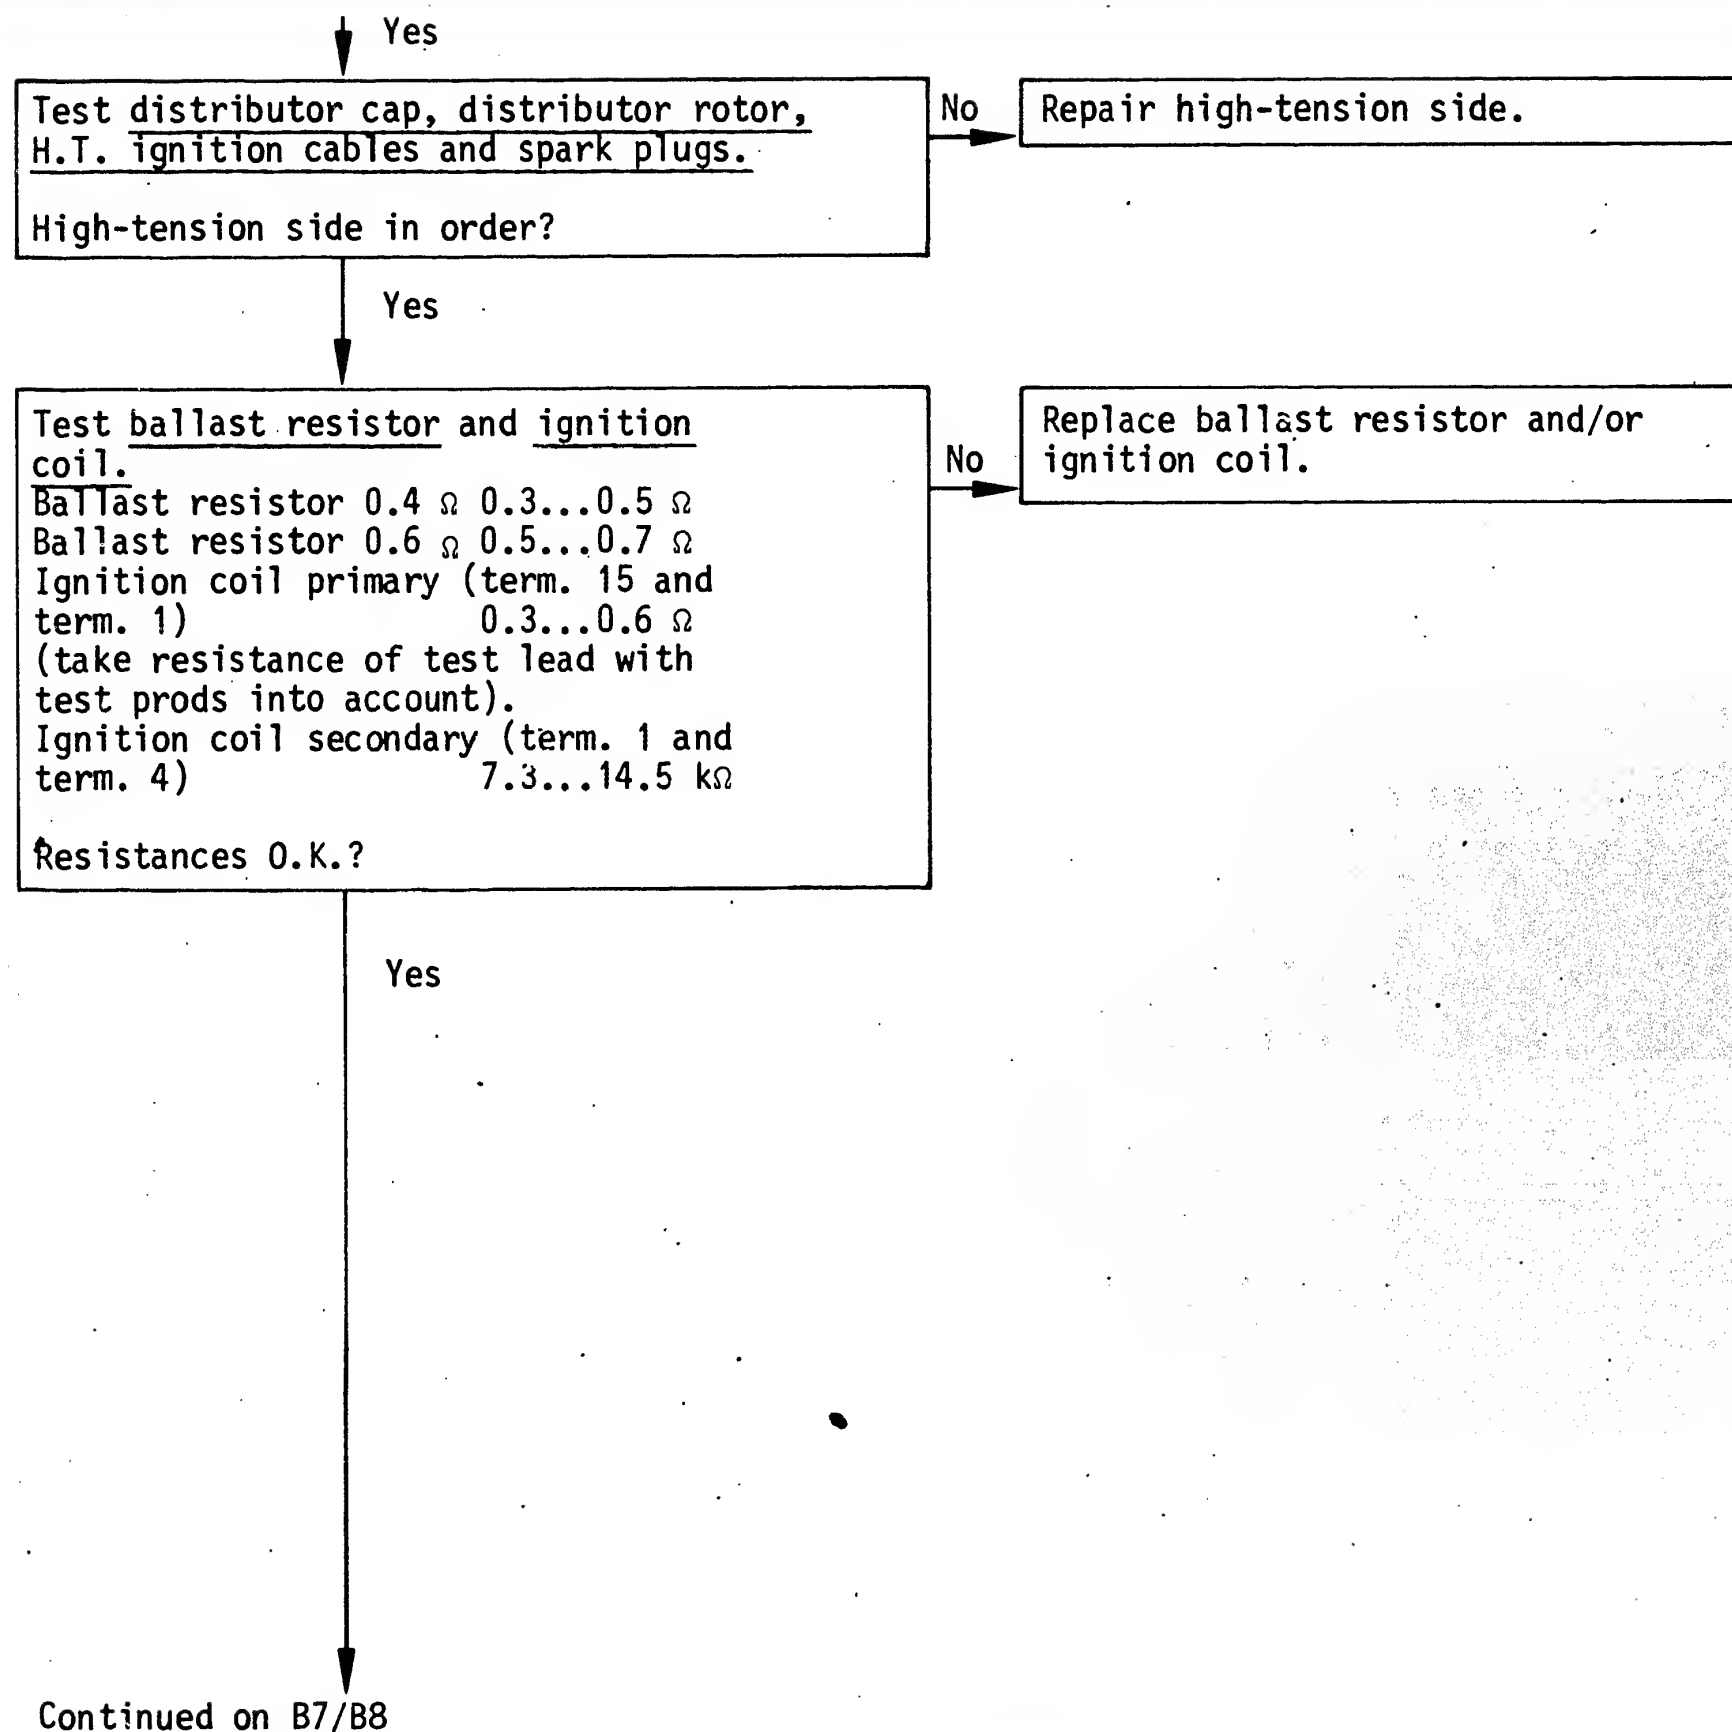 Yes
Test distributor cap, distributor rotor,
H.T. ignition cables and spark plugs.
High-tension side in order?
No
Repair high-tension side.
Yes
Test ballast resistor and ignition
coil.
Ballast resistor 0.4 Ω 0.3...0.5 Ω
Ballast resistor 0.6 Ω 0.5...0.7 Ω
Ignition coil primary (term. 15 and
term. 1) 0.3...0.6 Ω
(take resistance of test lead with
test prods into account).
Ignition coil secondary (term. 1 and
term. 4) 7.3...14.5 kΩ
Resistances O.K.?
No
Replace ballast resistor and/or
ignition coil.
Yes
Continued on B7/B8